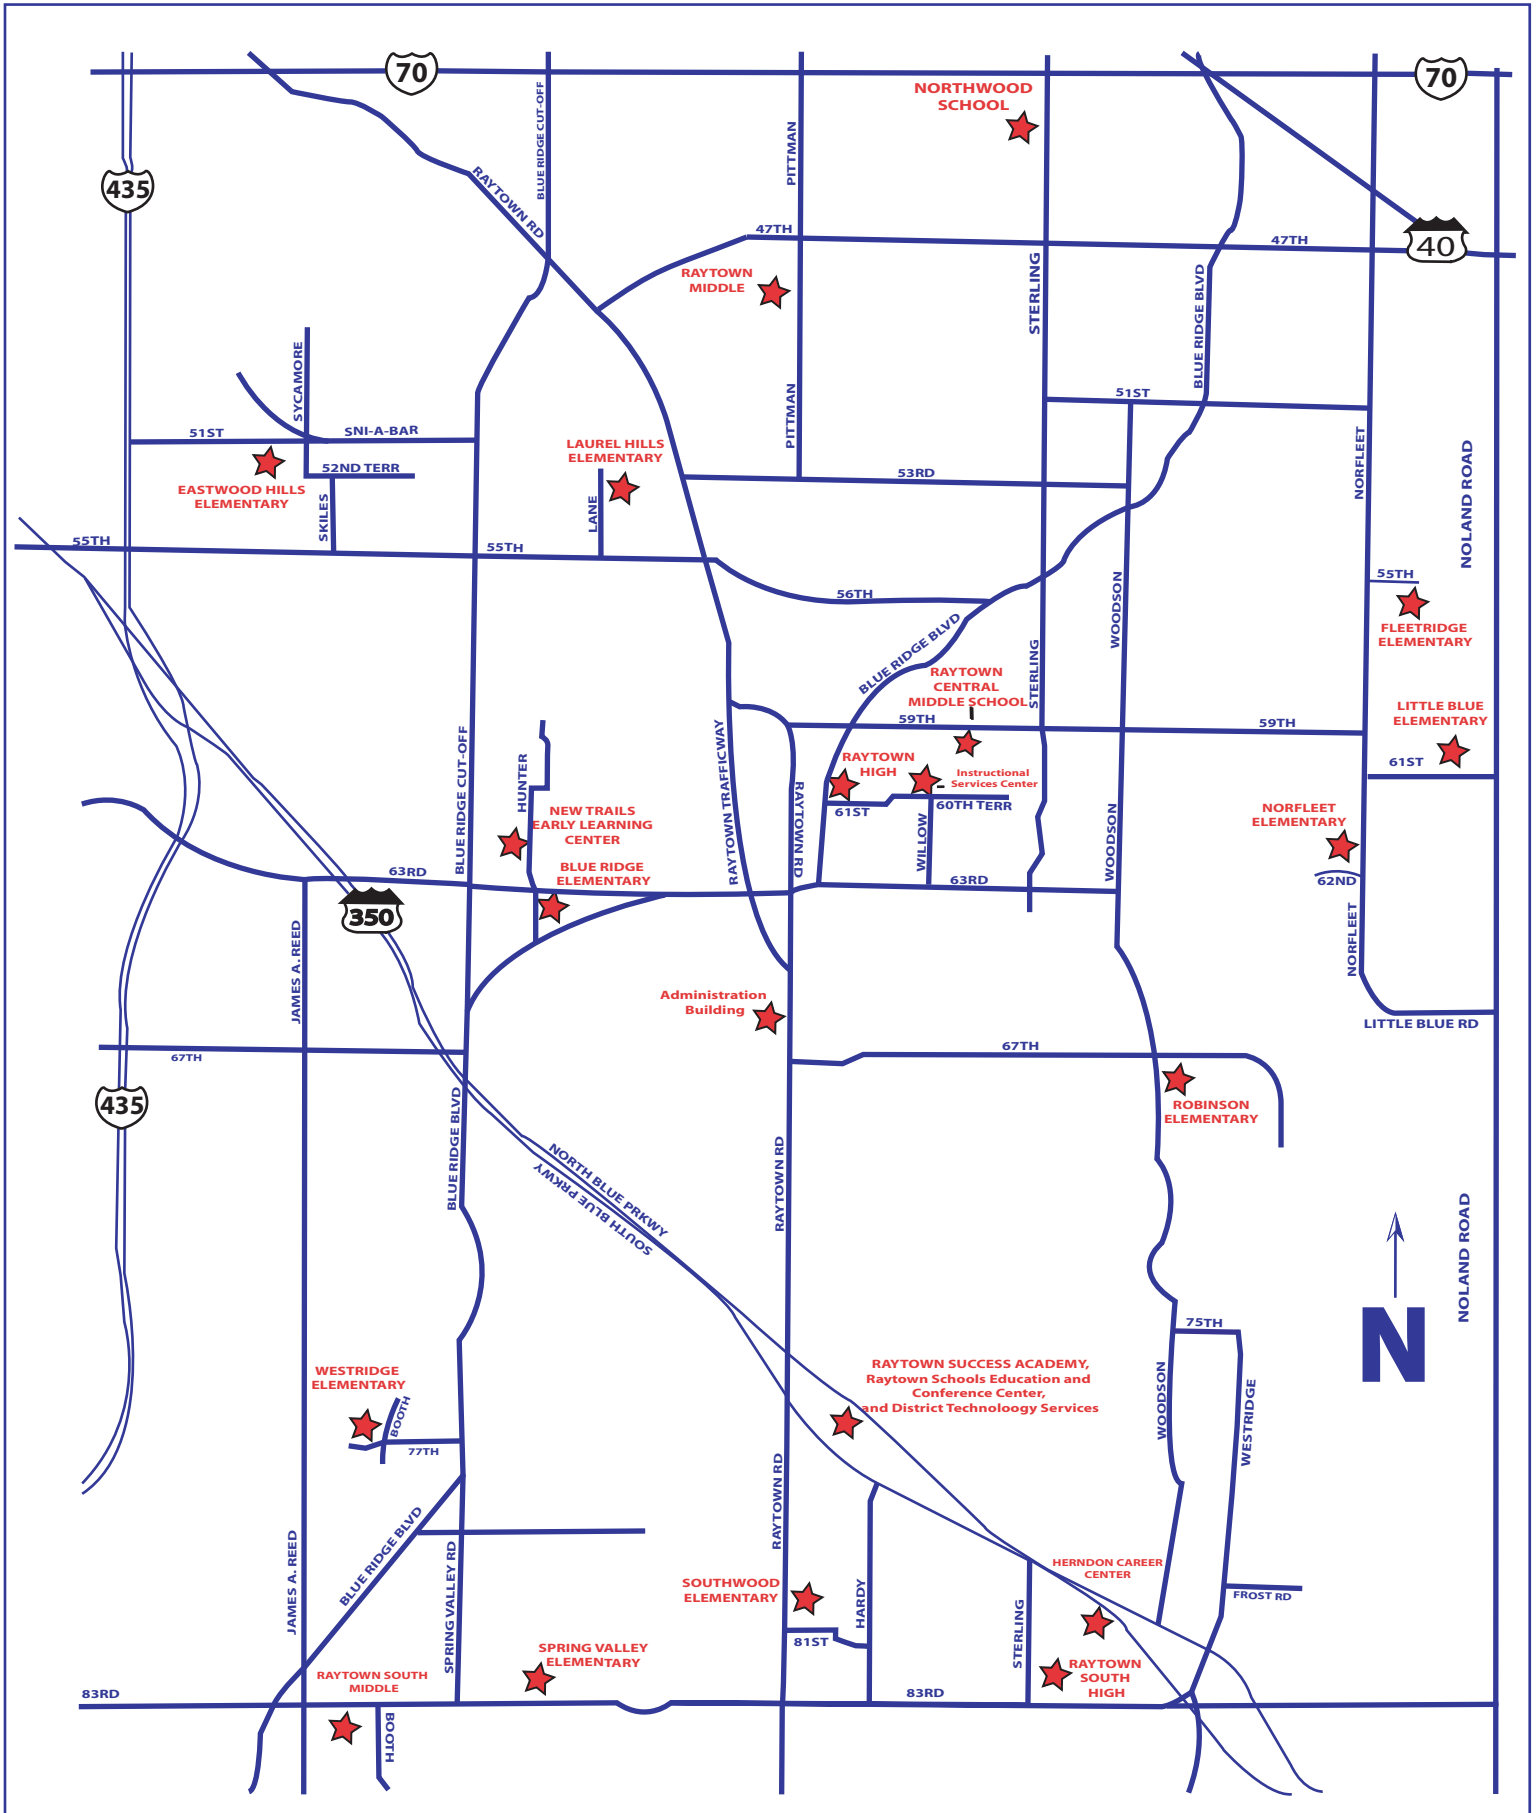 70
70
NORTHWOOD
SCHOOL
BLUE RIDGE CUT-OFF
PITTMAN
435
RAYTOWN RD
47TH
47TH
40
RAYTOWN
MIDDLE
STERLING
BLUE RIDGE BLVD
SYCAMORE
PITTMAN
51ST
51ST
SNI-A-BAR
LAUREL HILLS
ELEMENTARY
NORFLEET
NOLAND ROAD
52ND TERR
53RD
EASTWOOD HILLS
ELEMENTARY
SKILES
LANE
55TH
55TH
55TH
56TH
WOODSON
FLEETRIDGE
ELEMENTARY
BLUE RIDGE BLVD
STERLING
RAYTOWN
CENTRAL
MIDDLE SCHOOL
LITTLE BLUE
ELEMENTARY
59TH
59TH
BLUE RIDGE CUT-OFF
HUNTER
RAYTOWN TRAFFICWAY
RAYTOWN RD
RAYTOWN
HIGH
Instructional
Services Center
61ST
61ST
60TH TERR
WILLOW
WOODSON
NEW TRAILS
EARLY LEARNING
CENTER
NORFLEET
ELEMENTARY
BLUE RIDGE
ELEMENTARY
63RD
63RD
62ND
350
JAMES A. REED
NORFLEET
Administration
Building
LITTLE BLUE RD
67TH
67TH
435
ROBINSON
ELEMENTARY
BLUE RIDGE BLVD
NORTH BLUE PRKWY
SOUTH BLUE PRKWY
RAYTOWN RD
NOLAND ROAD
N
75TH
WESTRIDGE
ELEMENTARY
RAYTOWN SUCCESS ACADEMY,
Raytown Schools Education and
Conference Center,
and District Technoloogy Services
BOOTH
77TH
WOODSON
WESTRIDGE
RAYTOWN RD
BLUE RIDGE BLVD
JAMES A. REED
SPRING VALLEY RD
HERNDON CAREER
CENTER
SOUTHWOOD
ELEMENTARY
HARDY
FROST RD
STERLING
81ST
SPRING VALLEY
ELEMENTARY
RAYTOWN SOUTH
MIDDLE
RAYTOWN
SOUTH
HIGH
83RD
83RD
BOOTH